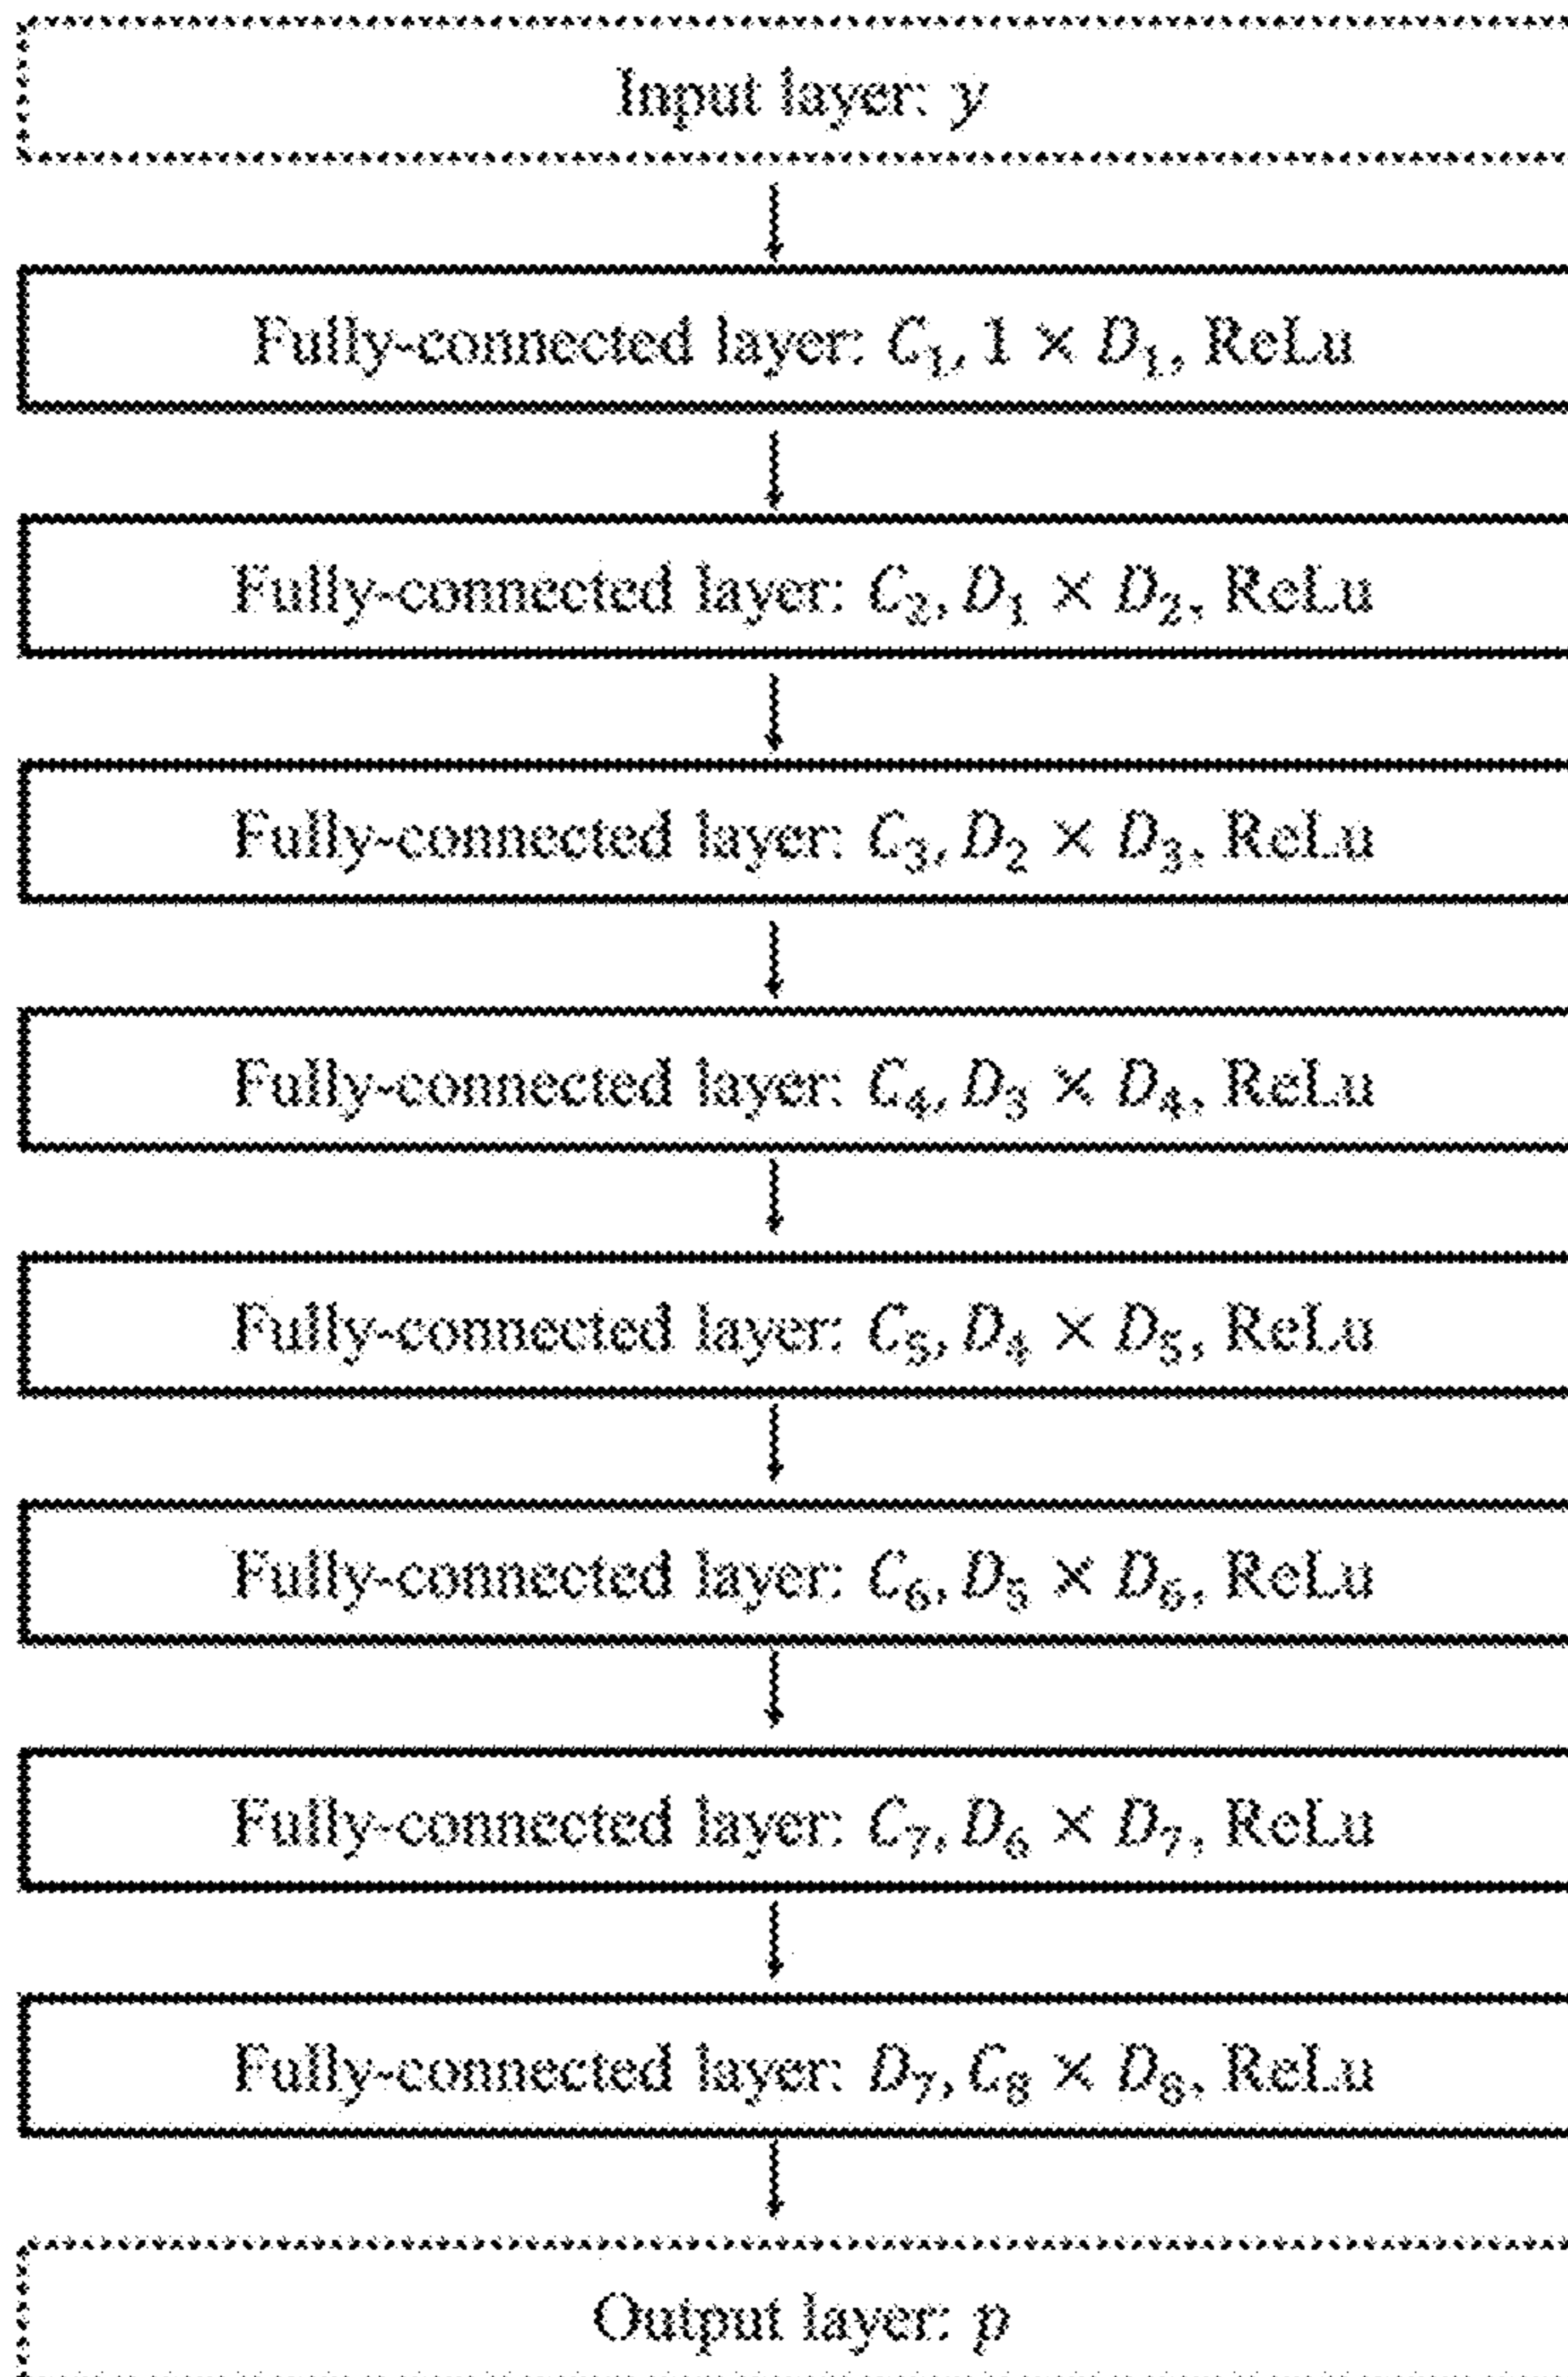 Input layer: y
Fully-connected layer: C₁, 1 × D₁, ReLu
Fully-connected layer: C₂, D₁ × D₂, ReLu
Fully-connected layer: C₃, D₂ × D₃, ReLu
Fully-connected layer: C₄, D₃ × D₄, ReLu
Fully-connected layer: C₅, D₄ × D₅, ReLu
Fully-connected layer: C₆, D₅ × D₆, ReLu
Fully-connected layer: C₇, D₆ × D₇, ReLu
Fully-connected layer: D₇, C₈ × D₈, ReLu
Output layer: p